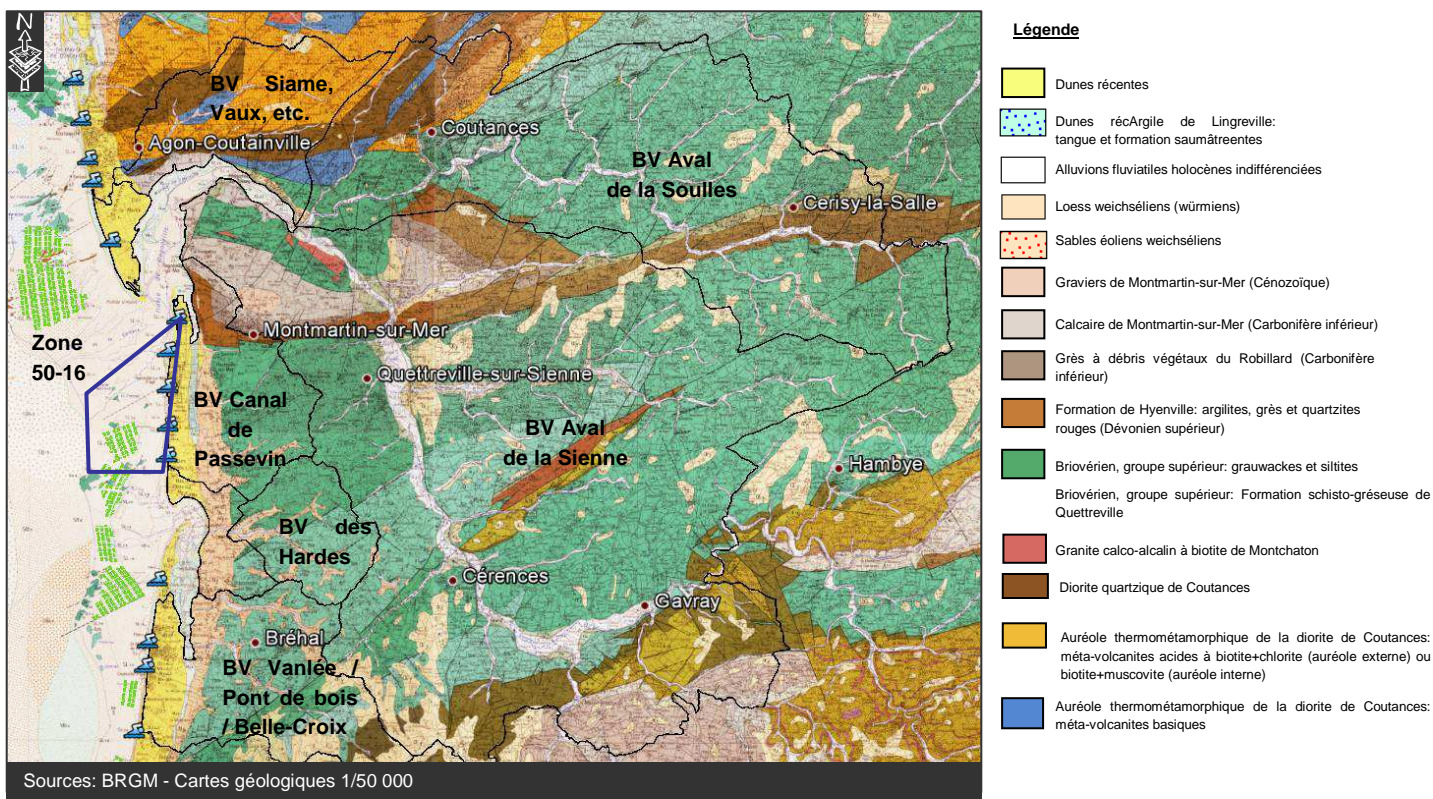 N
BV Siame,
Vaux, etc.
Coutances
Agon-Coutainville
BV Aval
de la Soulles
Cerisy-la-Salle
Montmartin-sur-Mer
Zone
50-16
Quettreville-sur-Sienne
BV Canal
de
Passevin
BV Aval
de la Sienne
Hambye
BV des
Hardes
Cérences
Gavray
Bréhal
BV Vanlée /
Pont de bois
/ Belle-Croix
Sources: BRGM - Cartes géologiques 1/50 000
Légende
Dunes récentes
Dunes récArgile de Lingreville:
tangue et formation saumâtreentes
Alluvions fluviatiles holocènes indifférenciées
Loess weichséliens (würmiens)
Sables éoliens weichséliens
Graviers de Montmartin-sur-Mer (Cénozoïque)
Calcaire de Montmartin-sur-Mer (Carbonifère inférieur)
Grès à débris végétaux du Robillard (Carbonifère
inférieur)
Formation de Hyenville: argilites, grès et quartzites
rouges (Dévonien supérieur)
Briovérien, groupe supérieur: grauwackes et siltites
Briovérien, groupe supérieur: Formation schisto-gréseuse de
Quettreville
Granite calco-alcalin à biotite de Montchaton
Diorite quartzique de Coutances
Auréole thermométamorphique de la diorite de Coutances:
méta-volcanites acides à biotite+chlorite (auréole externe) ou
biotite+muscovite (auréole interne)
Auréole thermométamorphique de la diorite de Coutances:
méta-volcanites basiques